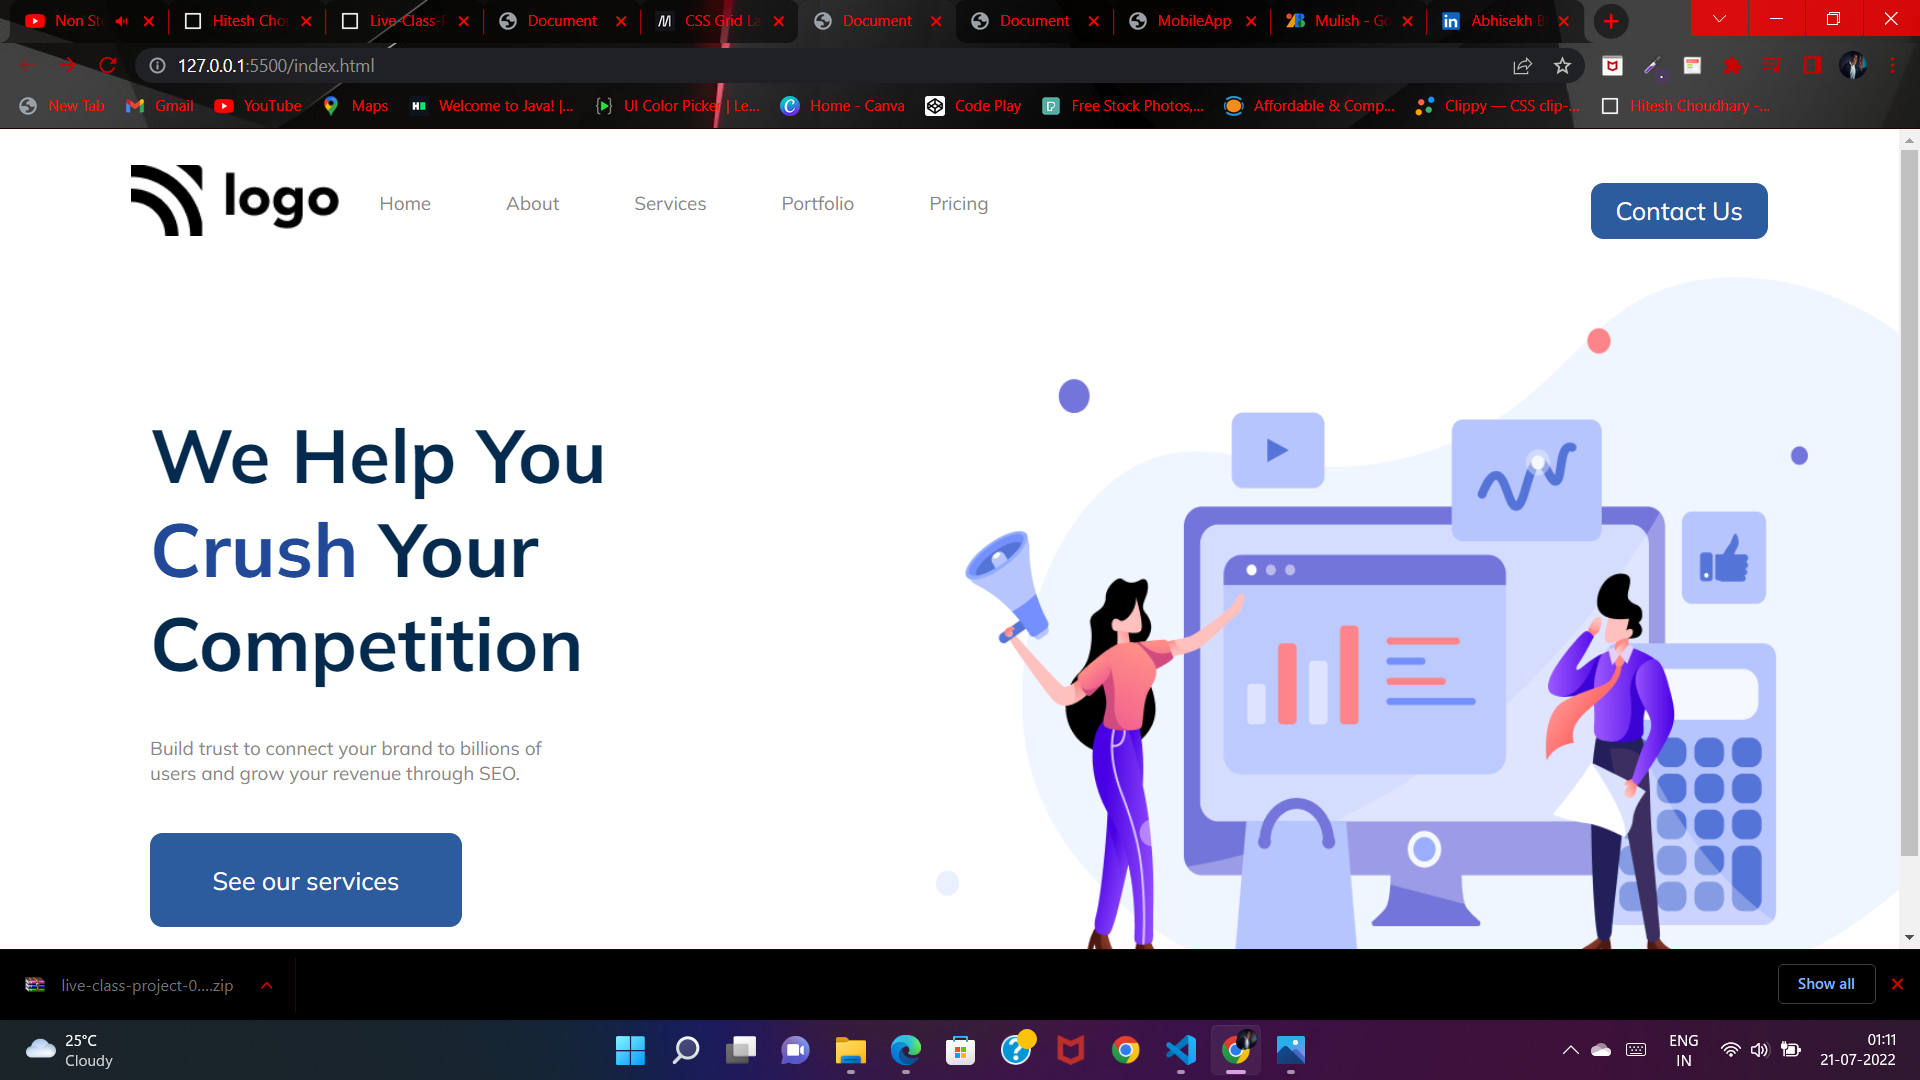 Non St
Hitesh Cho
Live-Class-
Document
CSS Grid La
Document
Document
MobileApp
Mulish - Go
Abhisekh B
127.0.0.1:5500/index.html
New Tab
Gmail
YouTube
Maps
Welcome to Java! |...
UI Color Picker | Le...
Home - Canva
Code Play
Free Stock Photos,...
Affordable & Comp...
Clippy — CSS clip-...
Hitesh Choudhary -...
logo
Home
About
Services
Portfolio
Pricing
Contact Us
We Help You
Crush Your
Competition
Build trust to connect your brand to billions of
users and grow your revenue through SEO.
See our services
live-class-project-0....zip
Show all
25°C
Cloudy
ENG
IN
01:11
21-07-2022